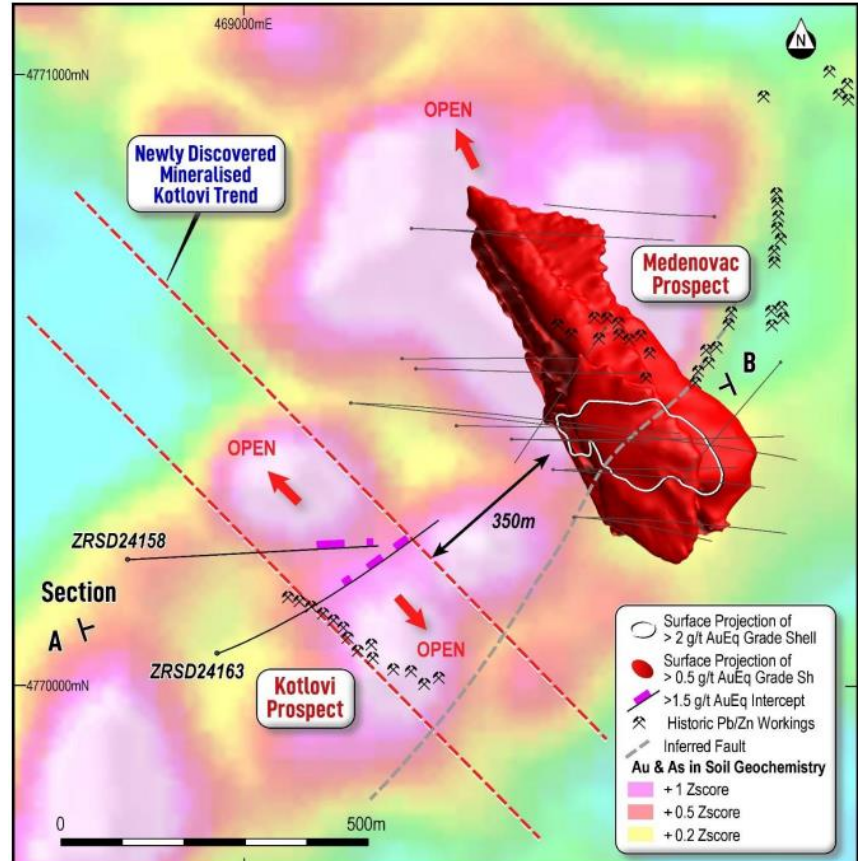 469000mE
N
4771000mN
OPEN
Newly Discovered
Mineralised
Kotlovi Trend
Medenovac
Prospect
B
OPEN
350m
ZRSD24158
Section
A
OPEN
ZRSD24163
4770000mN
Kotlovi
Prospect
Surface Projection of
> 2 g/t AuEq Grade Shell
Surface Projection of
> 0.5 g/t AuEq Grade Sh
>1.5 g/t AuEq Intercept
Historic Pb/Zn Workings
Inferred Fault
Au & As in Soil Geochemistry
+ 1 Zscore
+ 0.5 Zscore
+ 0.2 Zscore
0
500m